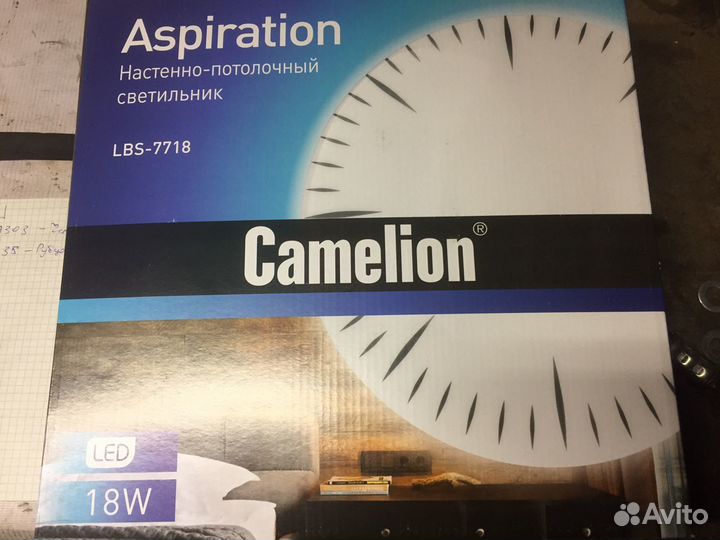 Aspiration
Настенно-потолочный
светильник
LBS-7718
Camelion®
LED
18W
Avito